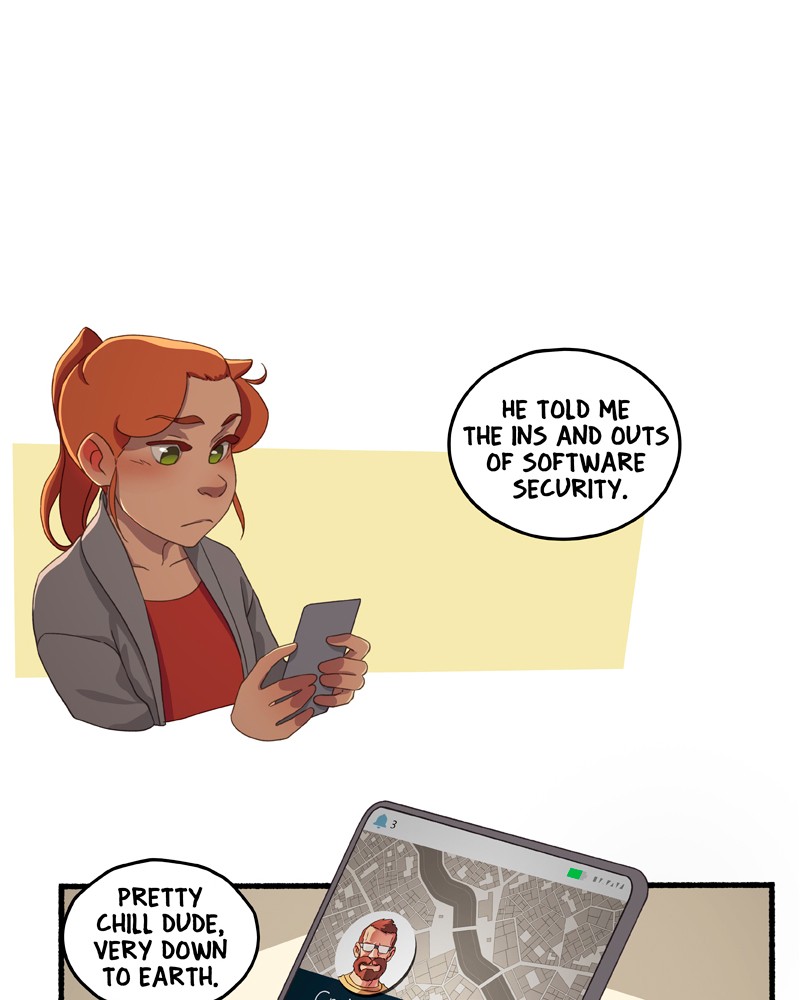 HE TOLD ME
THE INS AND OUTS
OF SOFTWARE
SECURITY.
3
PRETTY
CHILL DUDE,
VERY DOWN
TO EARTH.